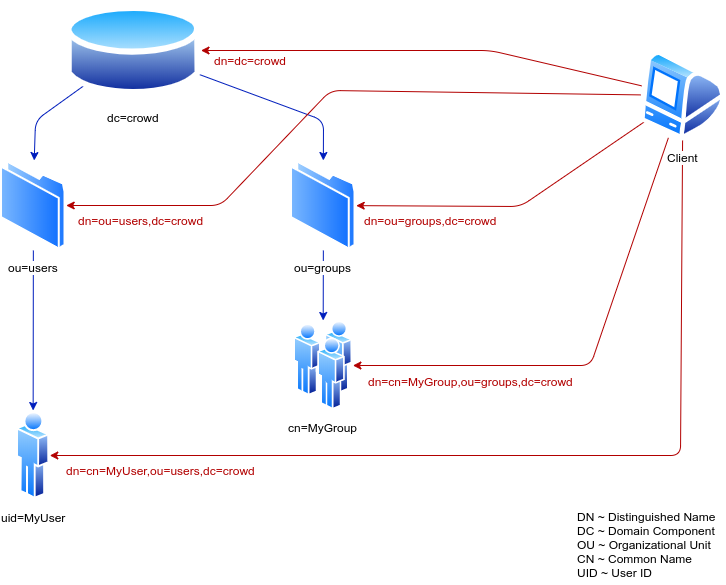 dn=dc=crowd
dc=crowd
Client
dn=ou=users,dc=crowd
dn=ou=groups,dc=crowd
ou=users
ou=groups
dn=cn=MyGroup,ou=groups,dc=crowd
cn=MyGroup
dn=cn=MyUser,ou=users,dc=crowd
uid=MyUser
DN ~ Distinguished Name
DC ~ Domain Component
OU ~ Organizational Unit
CN ~ Common Name
UID ~ User ID